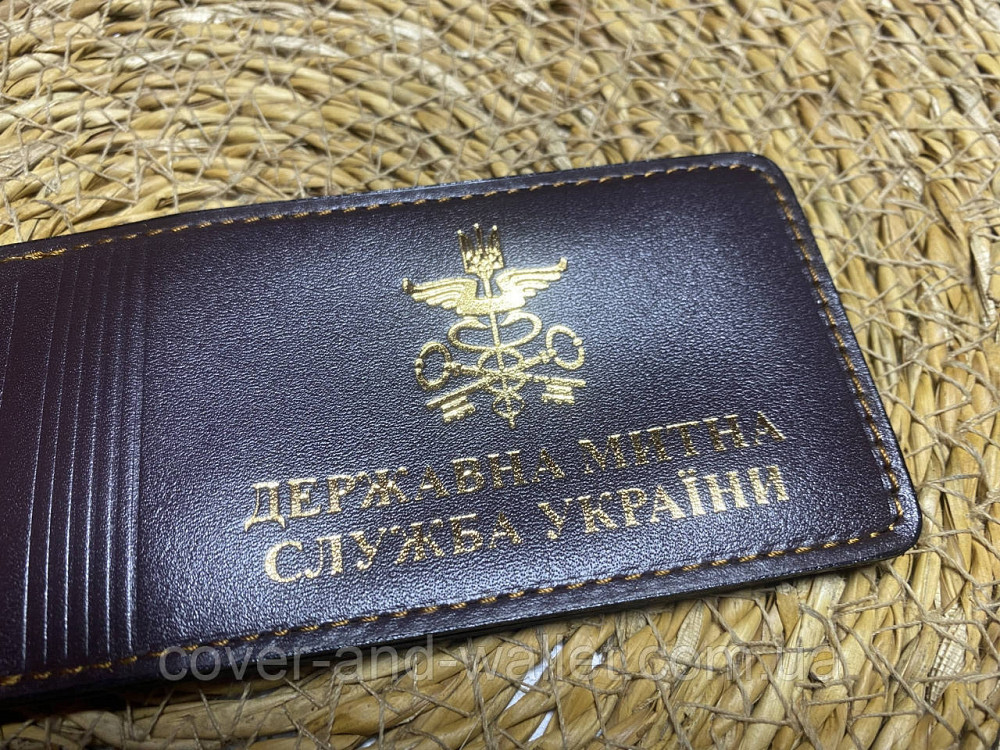 ДЕРЖАВНА МИТНА
СЛУЖБА УКРАЇНИ
cover-and-wallet.com.ua